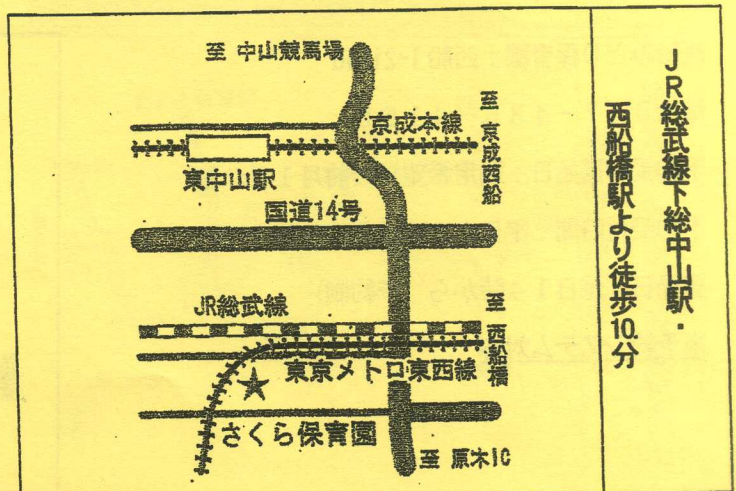 JR総武線下総中山駅・
西船橋駅より徒歩10分
至 中山競馬場
京成本線
至 京成西船
東中山駅
国道14号
JR総武線
至 西船橋
東京メトロ東西線
さくら保育園
至 原木IC